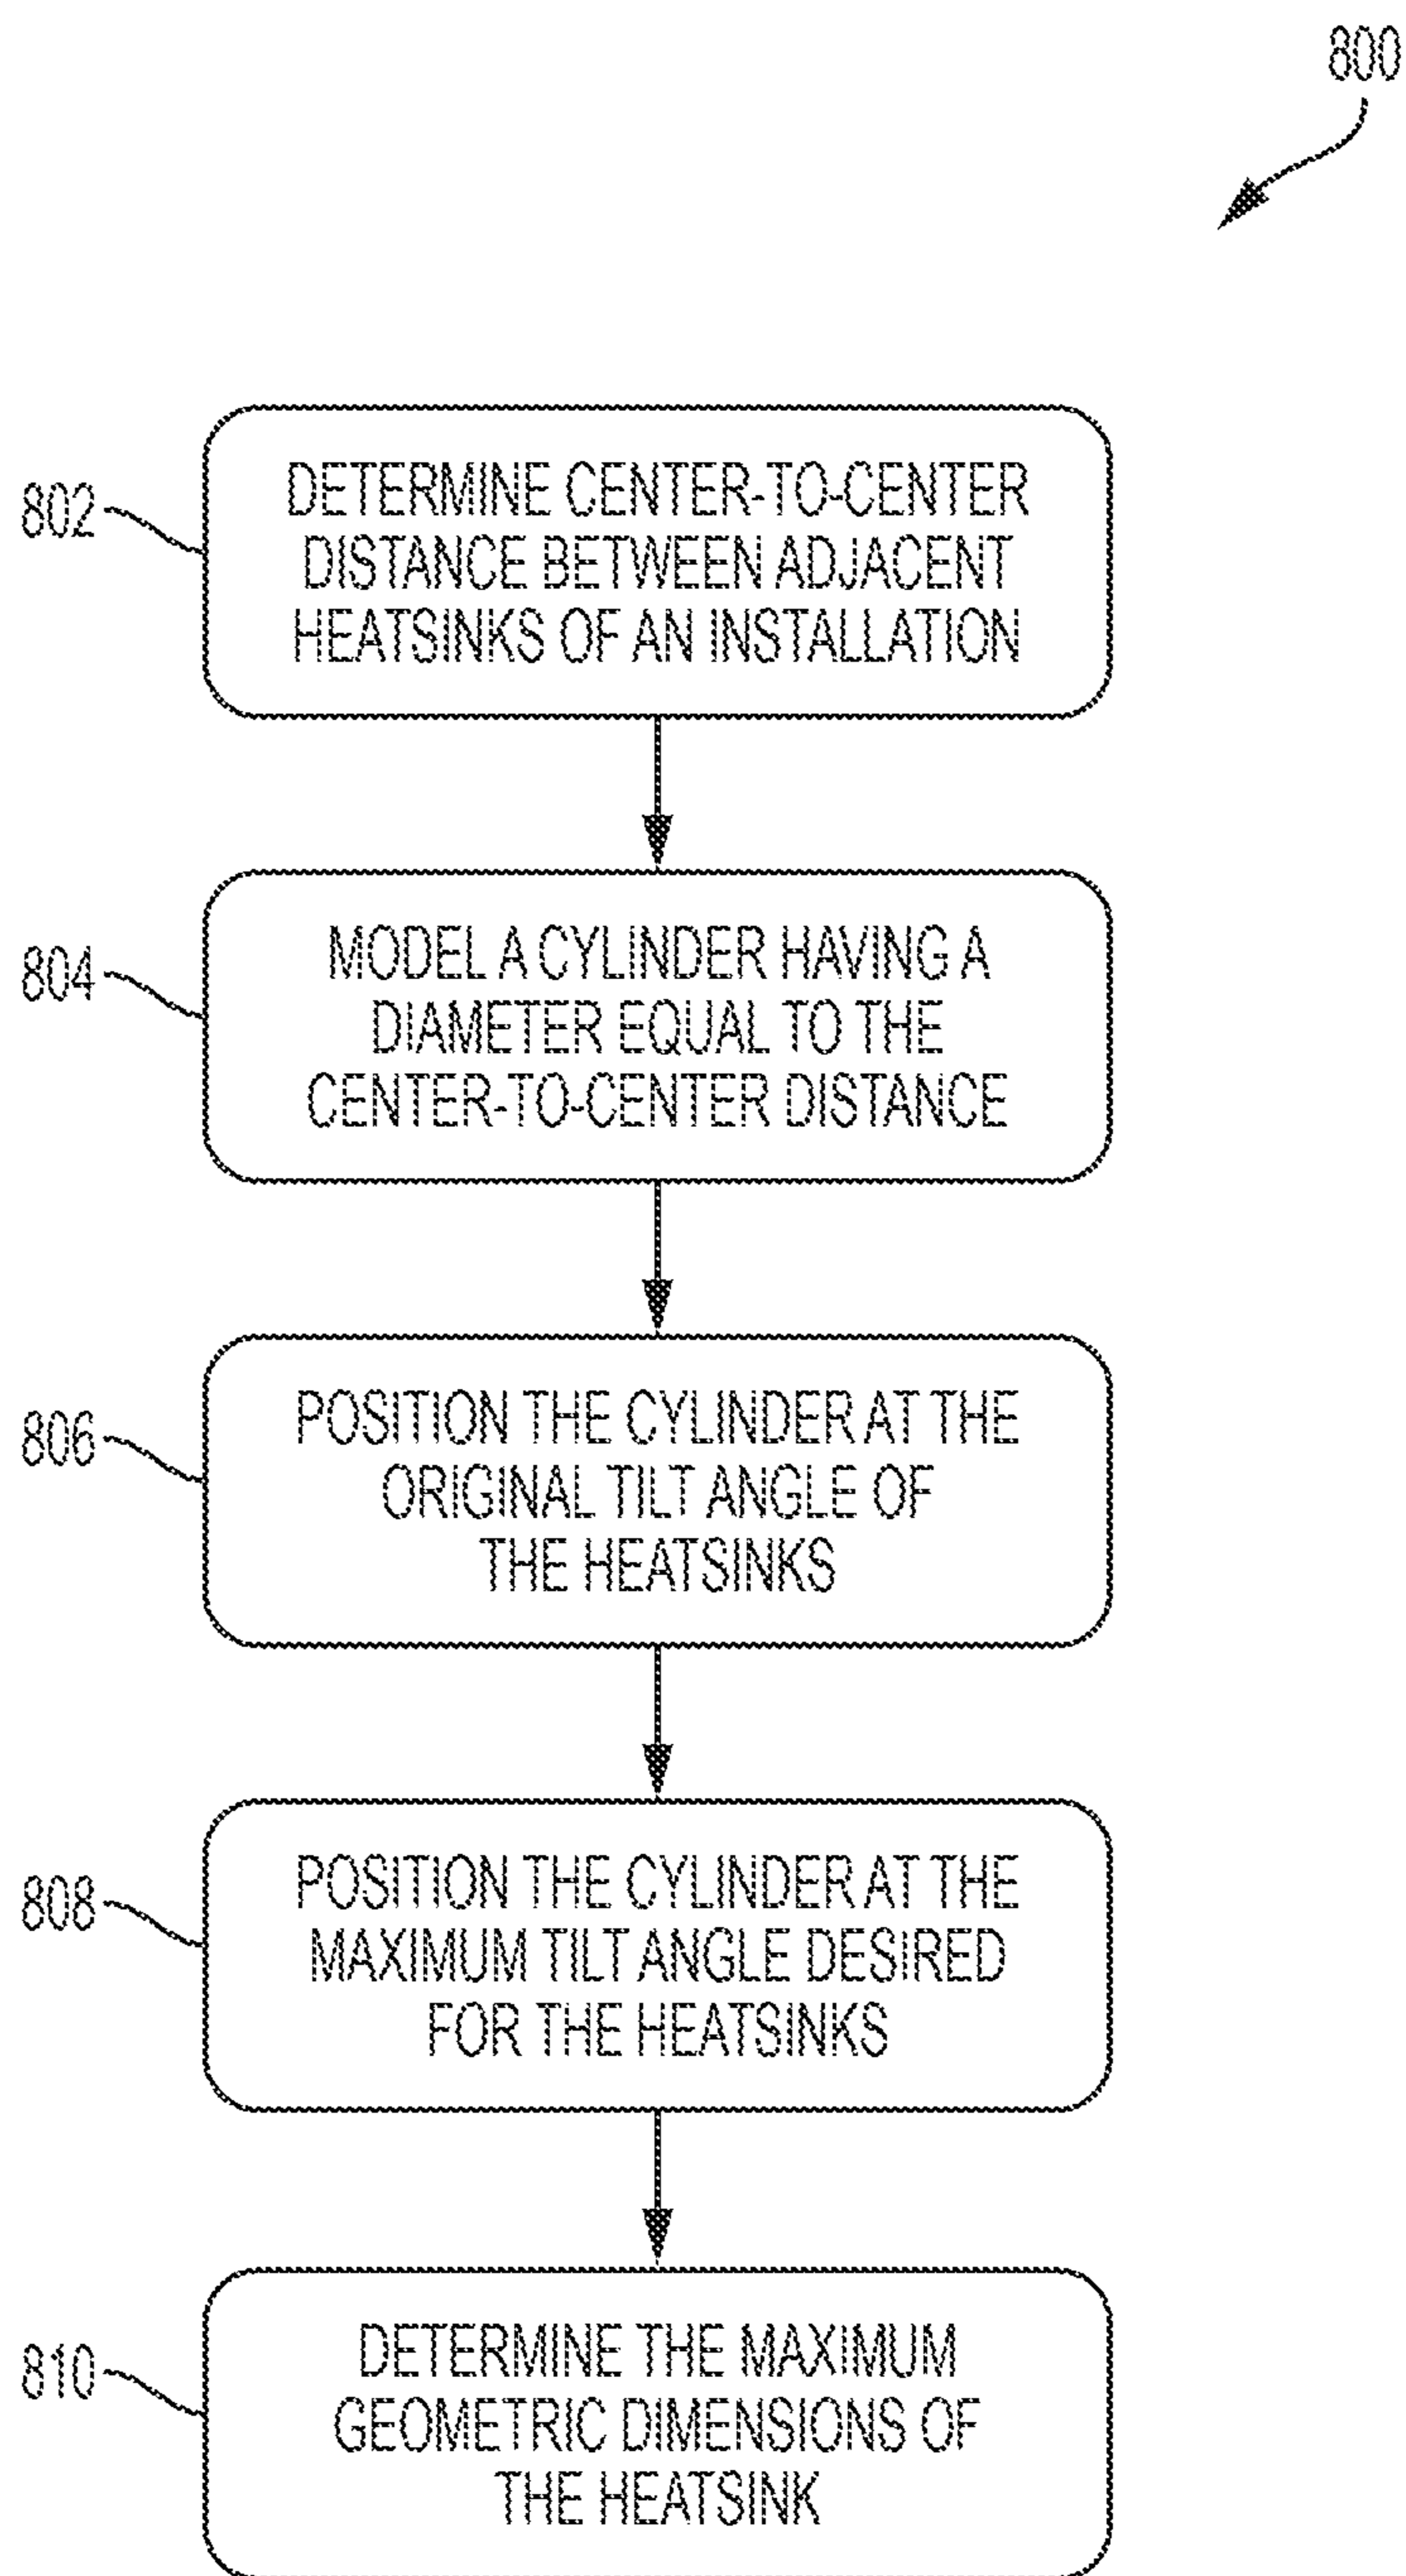 800
802
DETERMINE CENTER-TO-CENTER
DISTANCE BETWEEN ADJACENT
HEATSINKS OF AN INSTALLATION
804
MODEL A CYLINDER HAVING A
DIAMETER EQUAL TO THE
CENTER-TO-CENTER DISTANCE
806
POSITION THE CYLINDER AT THE
ORIGINAL TILT ANGLE OF
THE HEATSINKS
808
POSITION THE CYLINDER AT THE
MAXIMUM TILT ANGLE DESIRED
FOR THE HEATSINKS
810
DETERMINE THE MAXIMUM
GEOMETRIC DIMENSIONS OF
THE HEATSINK